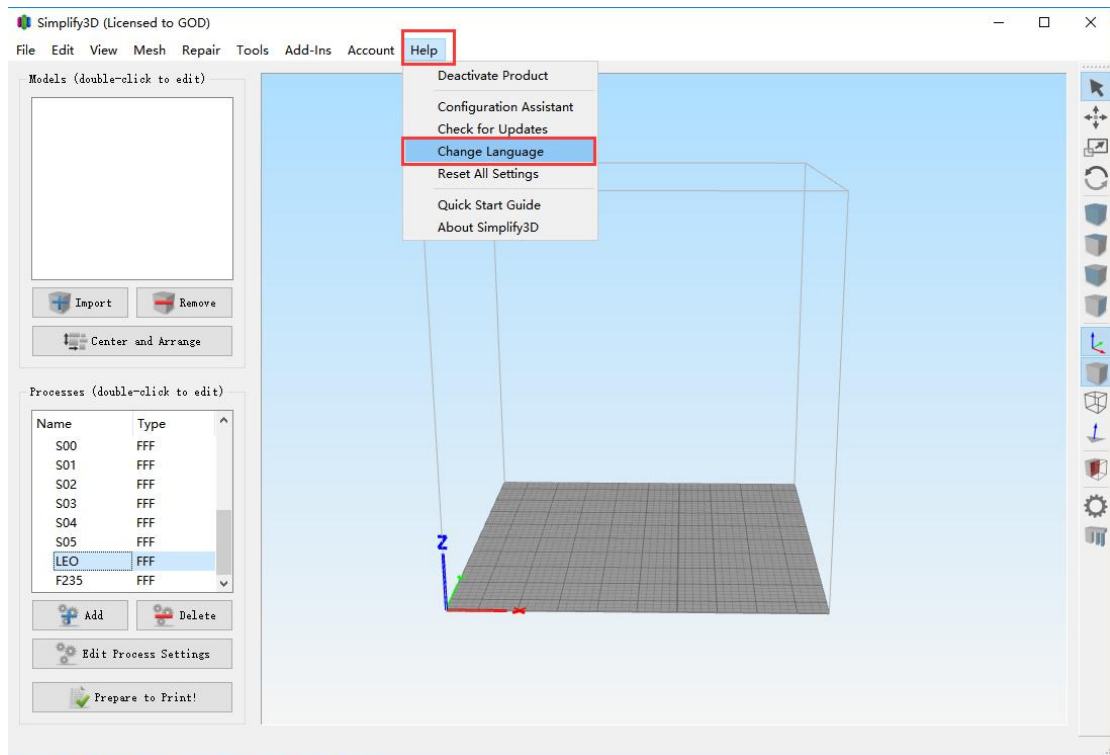 Simplify3D (Licensed to GOD)
File Edit View Mesh Repair Tools Add-Ins Account Help
Deactivate Product
Configuration Assistant
Check for Updates
Change Language
Reset All Settings
Quick Start Guide
About Simplify3D
Models (double-click to edit)
Import Remove
Center and Arrange
Processes (double-click to edit)
Name Type
S00 FFF
S01 FFF
S02 FFF
S03 FFF
S04 FFF
S05 FFF
LEO FFF
F235 FFF
Add Delete
Edit Process Settings
Prepare to Print!
Z